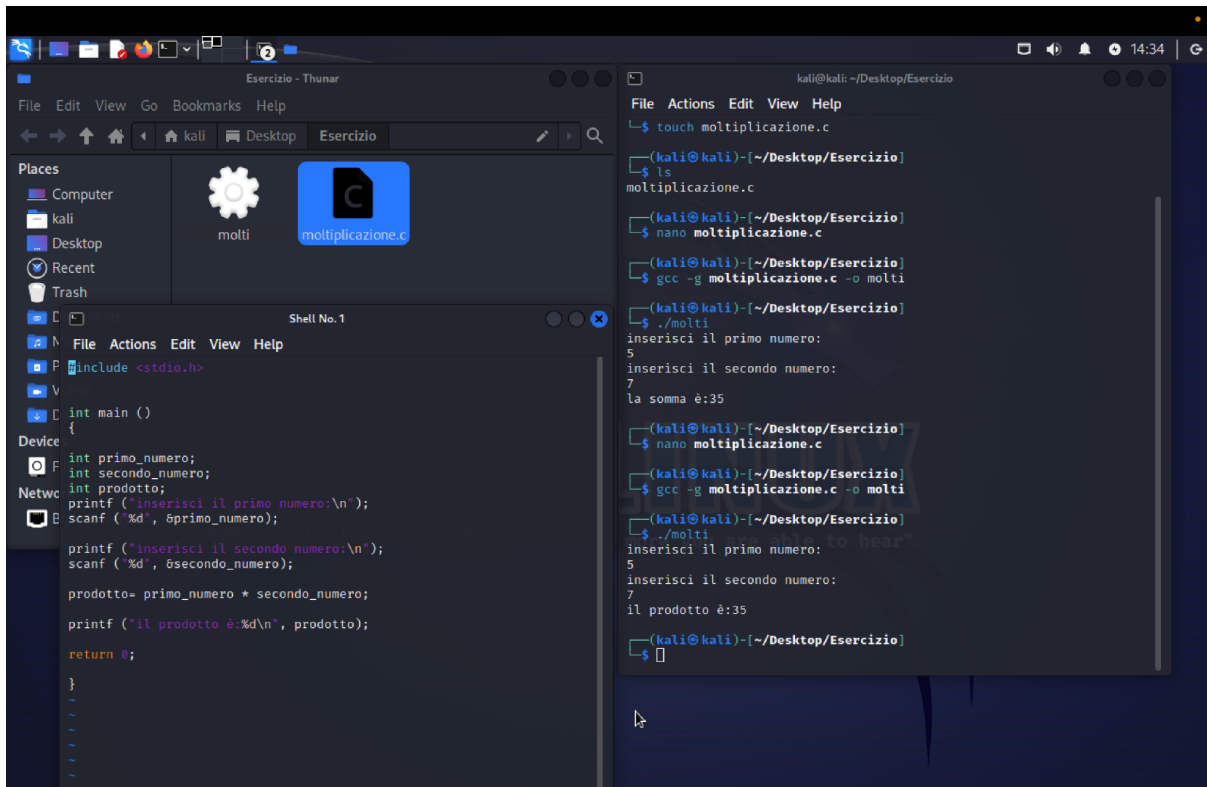 2
14:34
Esercizio - Thunar
File Edit View Go Bookmarks Help
kali Desktop Esercizio
Places
Computer
kali
Desktop
Recent
Trash
molti
moltiplicazione.c
Device
Netwo
Shell No. 1
File Actions Edit View Help
#include <stdio.h>
int main ()
{
int primo_numero;
int secondo_numero;
int prodotto;
printf ("inserisci il primo numero:\n");
scanf ("%d", &primo_numero);
printf ("inserisci il secondo numero:\n");
scanf ("%d", &secondo_numero);
prodotto= primo_numero * secondo_numero;
printf ("il prodotto è:%d\n", prodotto);
return 0;
}
~
~
~
~
~
~
kali@kali: ~/Desktop/Esercizio
File Actions Edit View Help
└─$ touch moltiplicazione.c
┌──(kali㉿kali)-[~/Desktop/Esercizio]
└─$ ls
moltiplicazione.c
┌──(kali㉿kali)-[~/Desktop/Esercizio]
└─$ nano moltiplicazione.c
┌──(kali㉿kali)-[~/Desktop/Esercizio]
└─$ gcc -g moltiplicazione.c -o molti
┌──(kali㉿kali)-[~/Desktop/Esercizio]
└─$ ./molti
inserisci il primo numero:
5
inserisci il secondo numero:
7
la somma è:35
┌──(kali㉿kali)-[~/Desktop/Esercizio]
└─$ nano moltiplicazione.c
┌──(kali㉿kali)-[~/Desktop/Esercizio]
└─$ gcc -g moltiplicazione.c -o molti
┌──(kali㉿kali)-[~/Desktop/Esercizio]
└─$ ./molti
inserisci il primo numero:
5
inserisci il secondo numero:
7
il prodotto è:35
┌──(kali㉿kali)-[~/Desktop/Esercizio]
└─$
are able to hear"